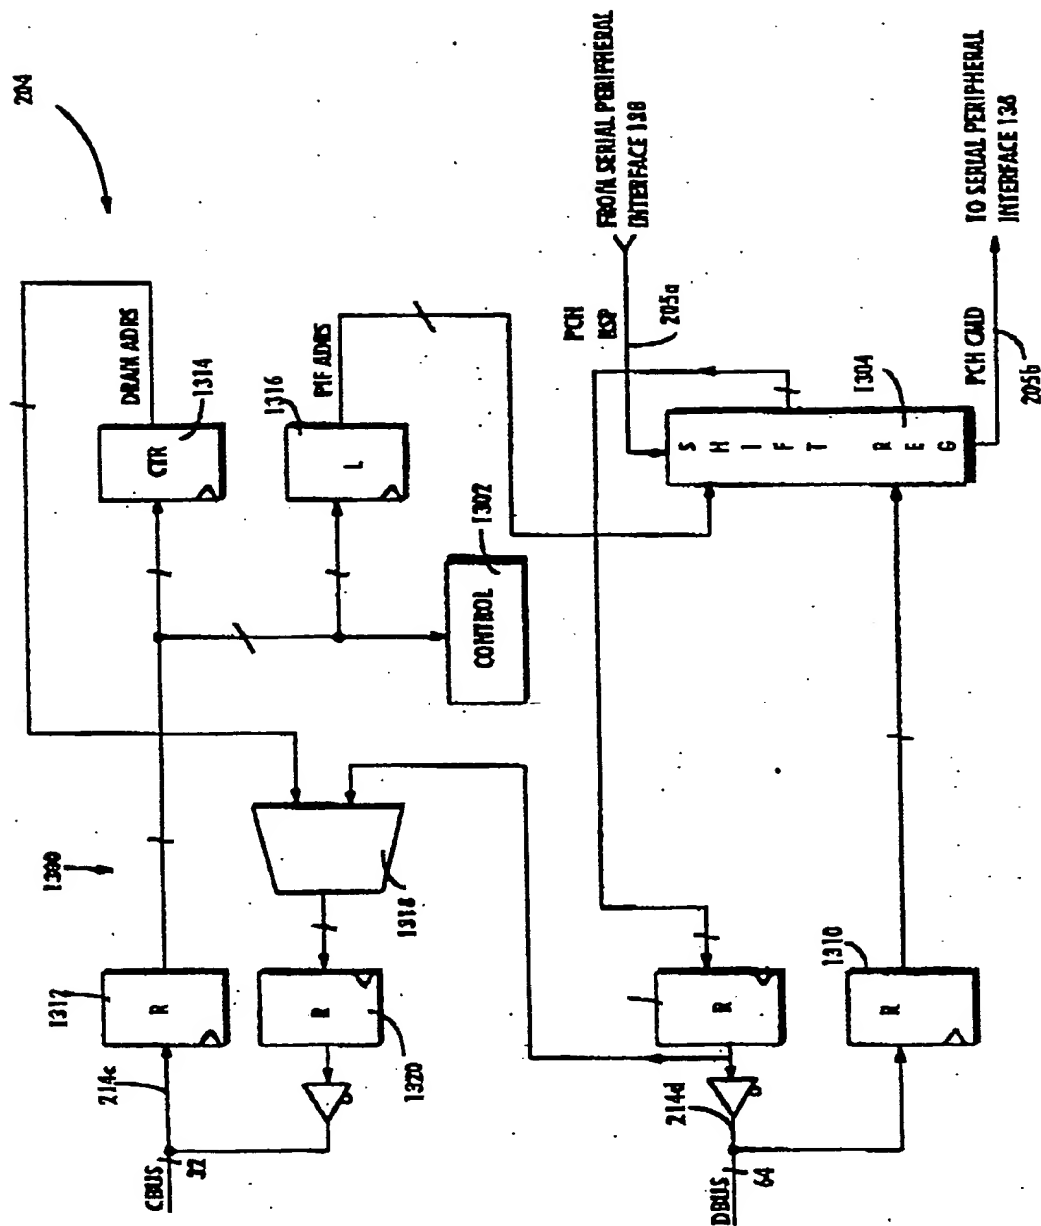 204
DRAM ADRS
CTR
1314
PIF ADRS
1316
L
CONTROL
1302
1300
1318
1312
R
R
1320
214c
CBUS
32
FROM SERIAL PERIPHERAL
INTERFACE 138
PCH
RSP
205a
SHIFT REG
1304
PCH CMD
205b
TO SERIAL PERIPHERAL
INTERFACE 138
R
1310
R
214d
DBUS
64